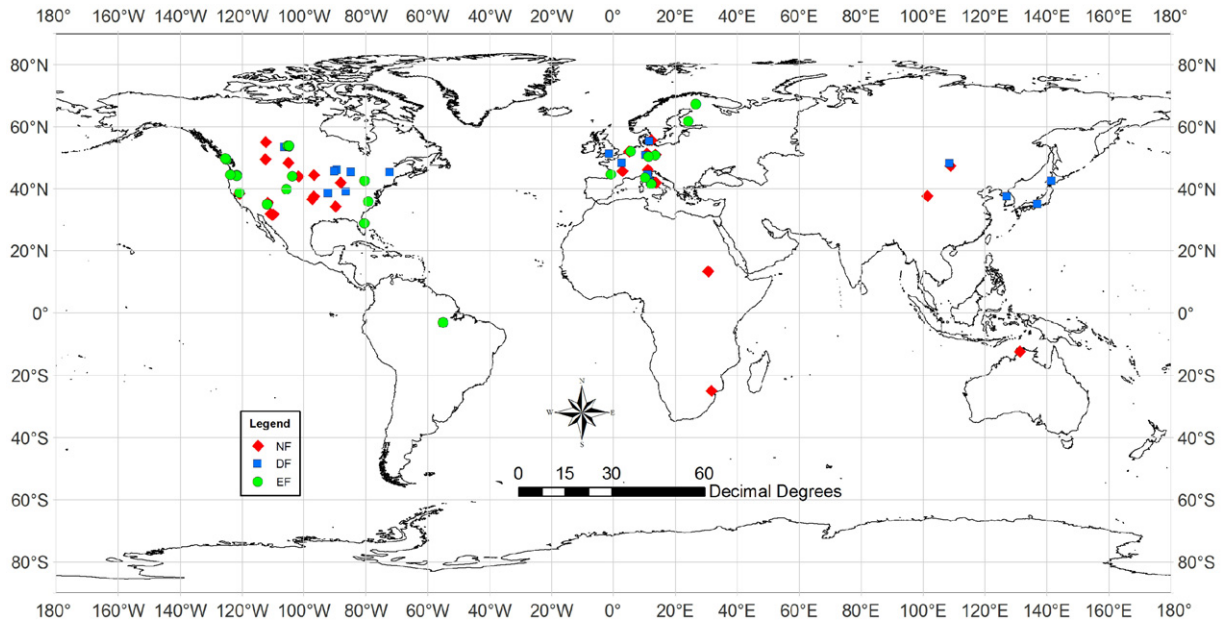 180° 160°W 140°W 120°W 100°W 80°W 60°W 40°W 20°W 0° 20°E 40°E 60°E 80°E 100°E 120°E 140°E 160°E 180°
80°N 80°N
60°N 60°N
40°N 40°N
20°N 20°N
0° 0°
20°S 20°S
N
W E
S
Legend
NF
DF
EF
40°S 40°S
0 15 30 60
Decimal Degrees
60°S 60°S
80°S 80°S
180° 160°W 140°W 120°W 100°W 80°W 60°W 40°W 20°W 0° 20°E 40°E 60°E 80°E 100°E 120°E 140°E 160°E 180°